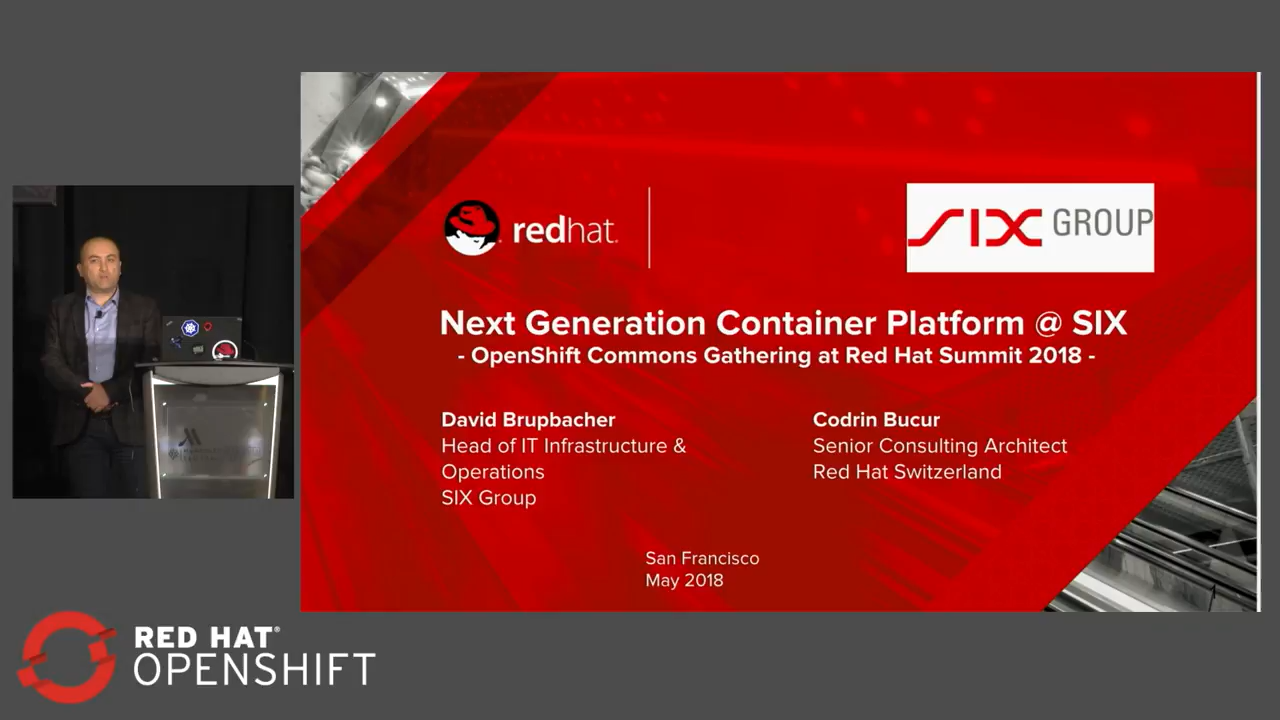 redhat.
SIX GROUP
Next Generation Container Platform @ SIX
- OpenShift Commons Gathering at Red Hat Summit 2018 -
David Brupbacher
Head of IT Infrastructure &
Operations
SIX Group
Codrin Bucur
Senior Consulting Architect
Red Hat Switzerland
San Francisco
May 2018
RED HAT®
OPENSHIFT